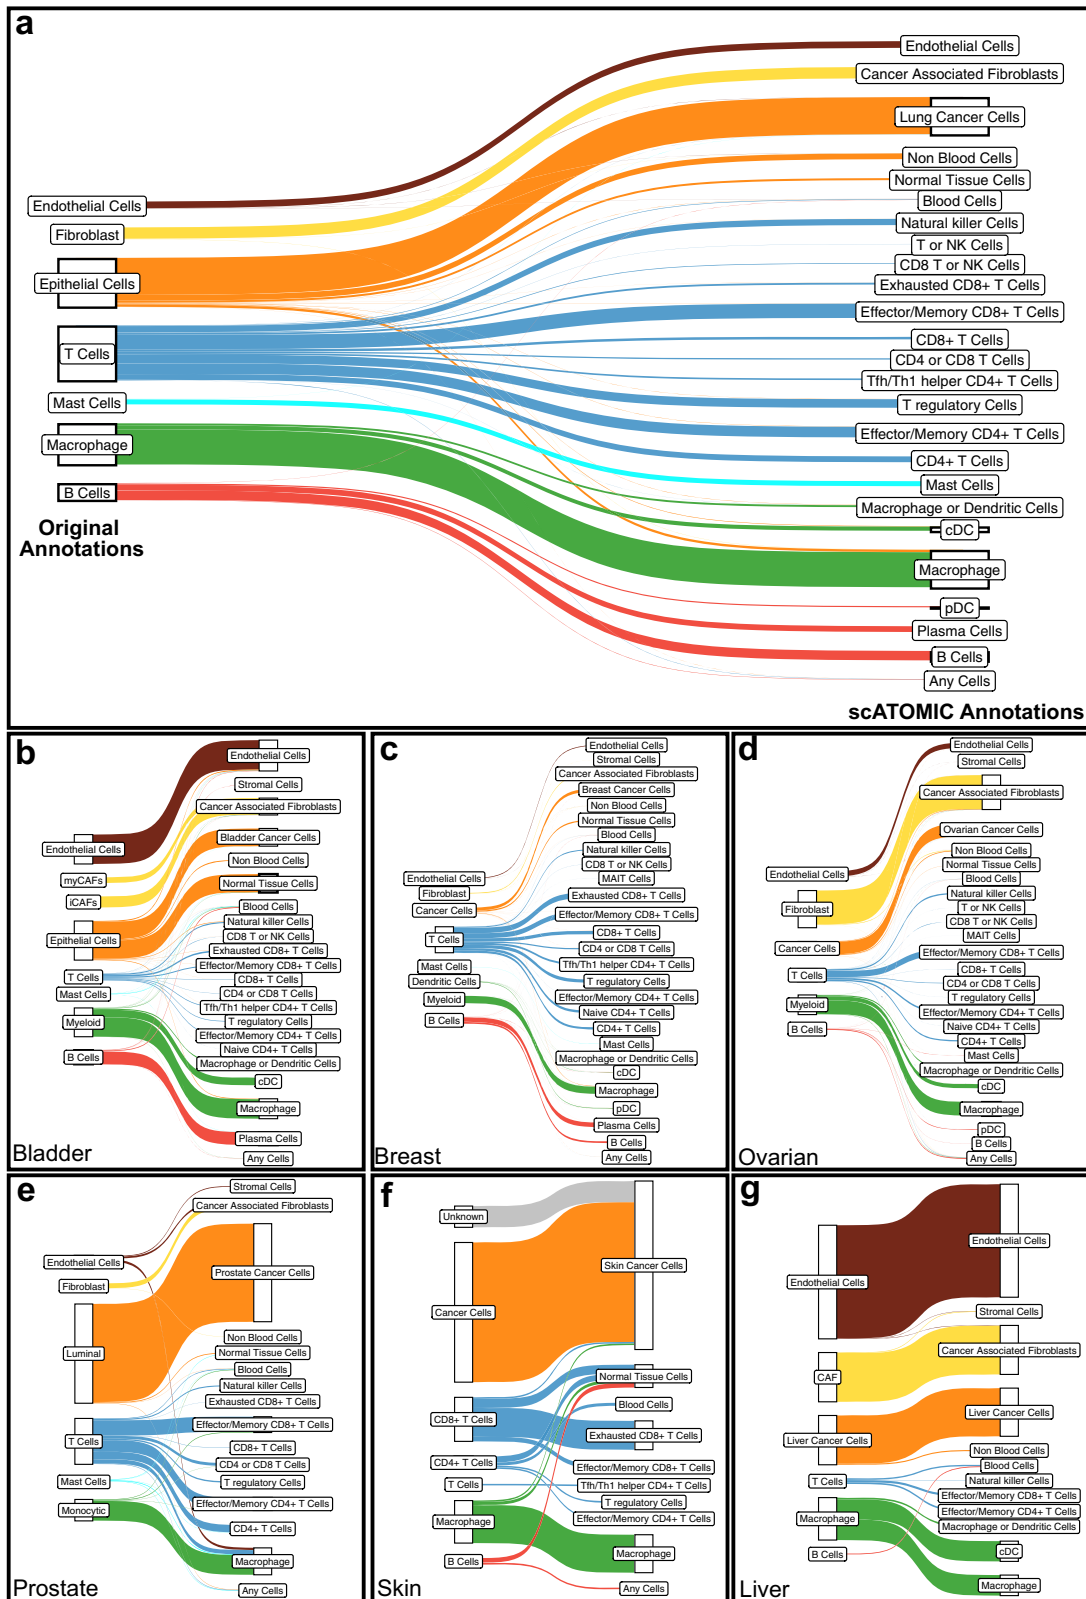 a
Endothelial Cells
Fibroblast
Epithelial Cells
T Cells
Mast Cells
Macrophage
B Cells
Original
Annotations
Endothelial Cells
Cancer Associated Fibroblasts
Lung Cancer Cells
Non Blood Cells
Normal Tissue Cells
Blood Cells
Natural killer Cells
T or NK Cells
CD8 T or NK Cells
Exhausted CD8+ T Cells
Effector/Memory CD8+ T Cells
CD8+ T Cells
CD4 or CD8 T Cells
Tfh/Th1 helper CD4+ T Cells
T regulatory Cells
Effector/Memory CD4+ T Cells
CD4+ T Cells
Mast Cells
Macrophage or Dendritic Cells
cDC
Macrophage
pDC
Plasma Cells
B Cells
Any Cells
scATOMIC Annotations
b
Endothelial Cells
myCAFs
iCAFs
Epithelial Cells
T Cells
Mast Cells
Myeloid
B Cells
Endothelial Cells
Stromal Cells
Cancer Associated Fibroblasts
Bladder Cancer Cells
Non Blood Cells
Normal Tissue Cells
Blood Cells
Natural killer Cells
CD8 T or NK Cells
Exhausted CD8+ T Cells
Effector/Memory CD8+ T Cells
CD8+ T Cells
CD4 or CD8 T Cells
Tfh/Th1 helper CD4+ T Cells
T regulatory Cells
Effector/Memory CD4+ T Cells
Naive CD4+ T Cells
Macrophage or Dendritic Cells
cDC
Macrophage
Plasma Cells
Any Cells
Bladder
c
Endothelial Cells
Fibroblast
Cancer Cells
T Cells
Mast Cells
Dendritic Cells
Myeloid
B Cells
Endothelial Cells
Stromal Cells
Cancer Associated Fibroblasts
Breast Cancer Cells
Non Blood Cells
Normal Tissue Cells
Blood Cells
Natural killer Cells
CD8 T or NK Cells
MAIT Cells
Exhausted CD8+ T Cells
Effector/Memory CD8+ T Cells
CD8+ T Cells
CD4 or CD8 T Cells
Tfh/Th1 helper CD4+ T Cells
T regulatory Cells
Effector/Memory CD4+ T Cells
Naive CD4+ T Cells
CD4+ T Cells
Mast Cells
Macrophage or Dendritic Cells
cDC
Macrophage
pDC
Plasma Cells
B Cells
Any Cells
Breast
d
Endothelial Cells
Fibroblast
Cancer Cells
T Cells
Myeloid
B Cells
Endothelial Cells
Stromal Cells
Cancer Associated Fibroblasts
Ovarian Cancer Cells
Non Blood Cells
Normal Tissue Cells
Blood Cells
Natural killer Cells
T or NK Cells
CD8 T or NK Cells
MAIT Cells
Effector/Memory CD8+ T Cells
CD8+ T Cells
CD4 or CD8 T Cells
T regulatory Cells
Effector/Memory CD4+ T Cells
Naive CD4+ T Cells
CD4+ T Cells
Mast Cells
Macrophage or Dendritic Cells
cDC
Macrophage
pDC
B Cells
Any Cells
Ovarian
e
Endothelial Cells
Fibroblast
Luminal
T Cells
Mast Cells
Monocytic
Stromal Cells
Cancer Associated Fibroblasts
Prostate Cancer Cells
Non Blood Cells
Normal Tissue Cells
Blood Cells
Natural killer Cells
Exhausted CD8+ T Cells
Effector/Memory CD8+ T Cells
CD8+ T Cells
CD4 or CD8 T Cells
T regulatory Cells
Effector/Memory CD4+ T Cells
CD4+ T Cells
Macrophage
Any Cells
Prostate
f
Unknown
Cancer Cells
CD8+ T Cells
CD4+ T Cells
T Cells
Macrophage
B Cells
Skin Cancer Cells
Normal Tissue Cells
Blood Cells
Exhausted CD8+ T Cells
Effector/Memory CD8+ T Cells
Tfh/Th1 helper CD4+ T Cells
T regulatory Cells
Effector/Memory CD4+ T Cells
Macrophage
Any Cells
Skin
g
Endothelial Cells
CAF
Liver Cancer Cells
T Cells
Macrophage
B Cells
Endothelial Cells
Stromal Cells
Cancer Associated Fibroblasts
Liver Cancer Cells
Non Blood Cells
Blood Cells
Natural killer Cells
Effector/Memory CD8+ T Cells
Effector/Memory CD4+ T Cells
Macrophage or Dendritic Cells
cDC
Macrophage
Liver